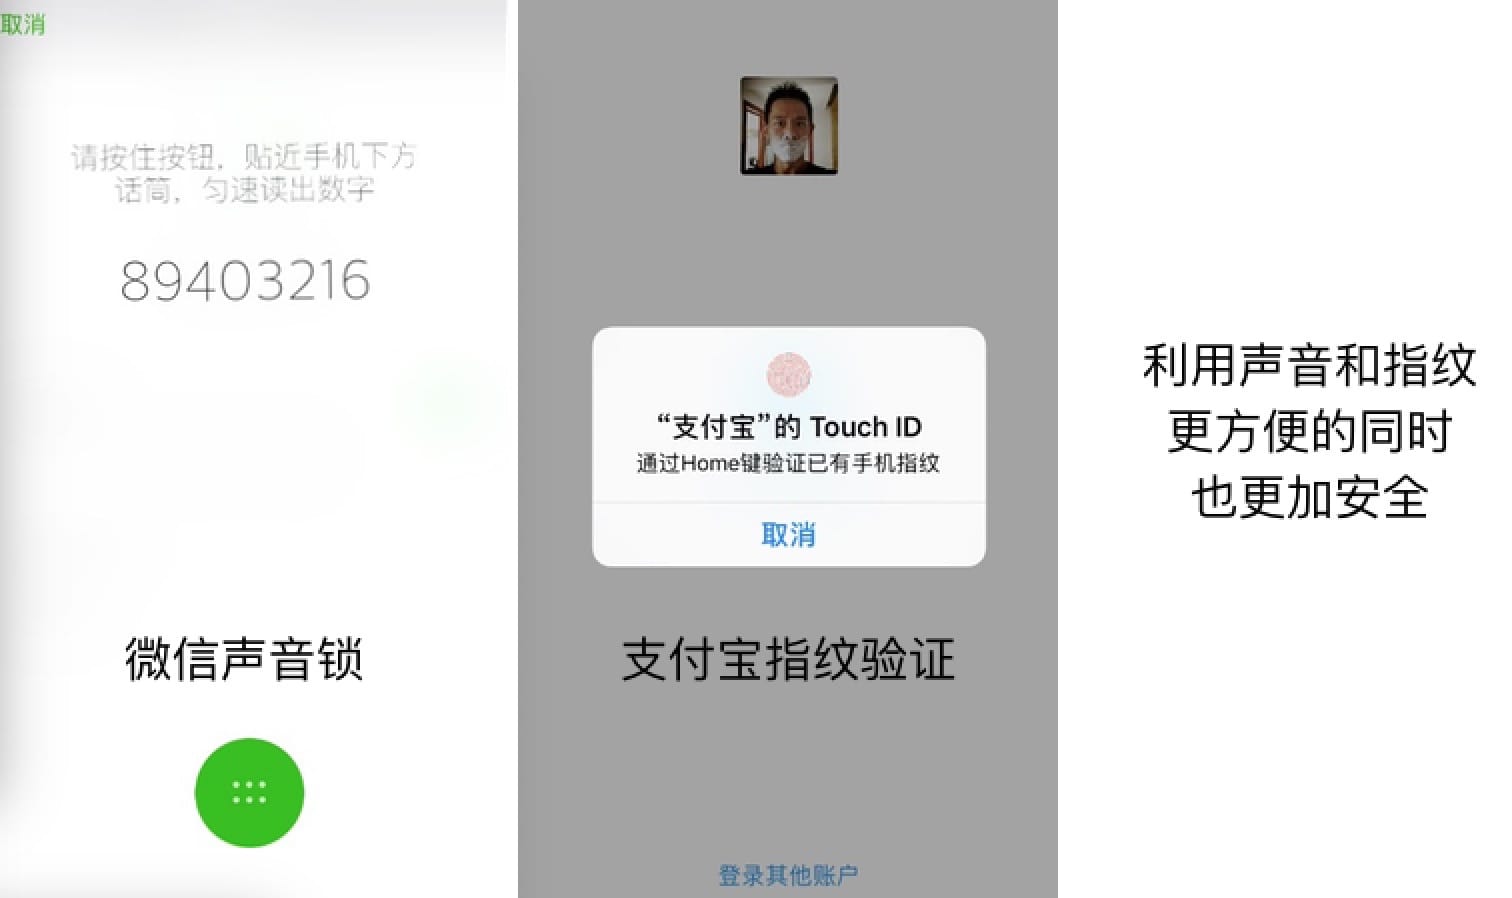 取消
请按住按钮，贴近手机下方
话筒，匀速读出数字
89403216
微信声音锁
“支付宝”的 Touch ID
通过Home键验证已有手机指纹
取消
支付宝指纹验证
登录其他账户
利用声音和指纹
更方便的同时
也更加安全